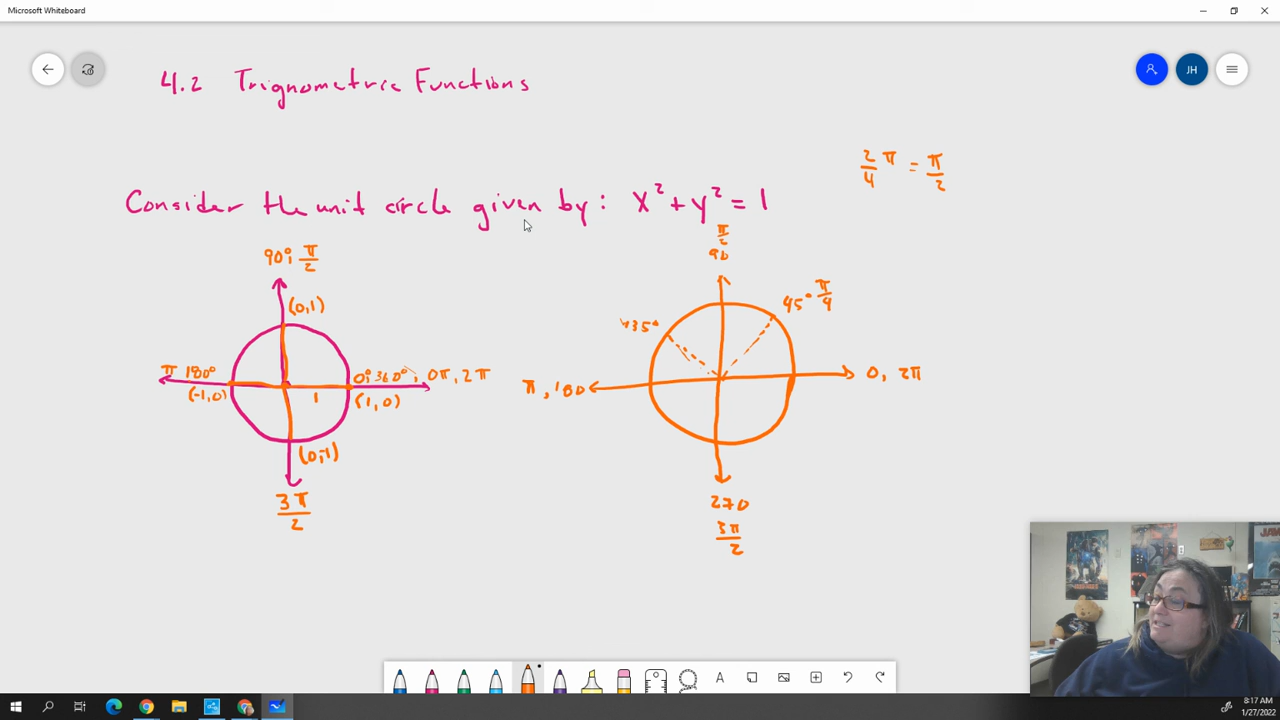 Microsoft Whiteboard
JH
4.2 Trignometric Functions
2/4 π = π/2
Consider the unit circle given by: x² + y² = 1
90°, π/2
(0,1)
π 180°
(-1,0)
0°, 360°, 0π, 2π
1
(1,0)
(0,-1)
3π/2
π/2
90
45° π/4
135°
π, 180
0, 2π
270
3π/2
A
8:17 AM
1/27/2022